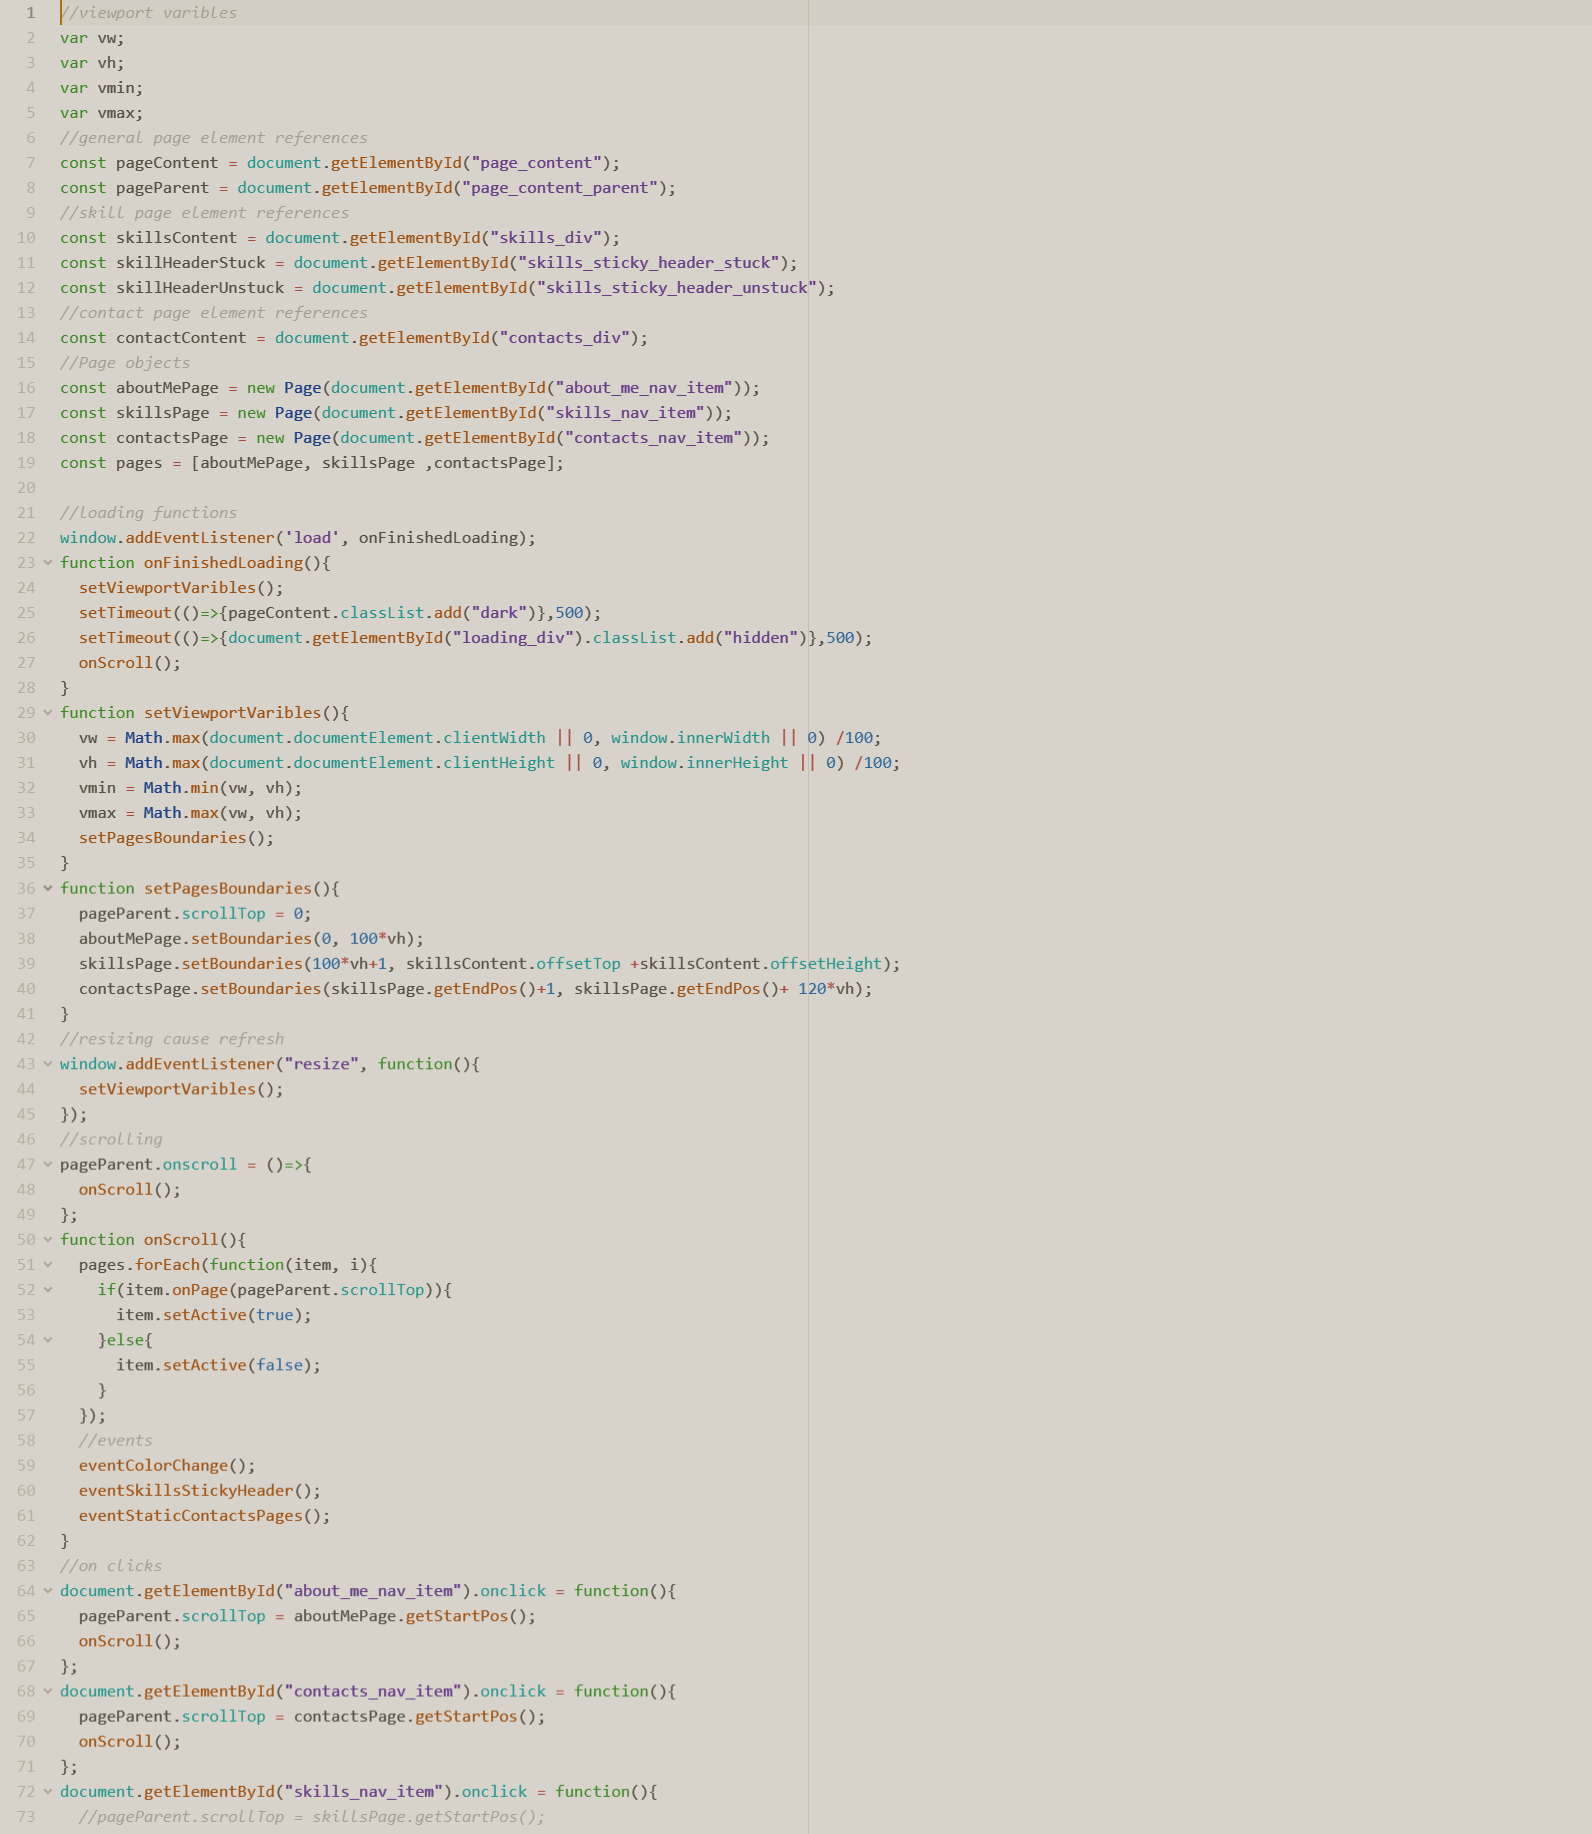 1 //viewport varibles
2 var vw;
3 var vh;
4 var vmin;
5 var vmax;
6 //general page element references
7 const pageContent = document.getElementById("page_content");
8 const pageParent = document.getElementById("page_content_parent");
9 //skill page element references
10 const skillsContent = document.getElementById("skills_div");
11 const skillHeaderStuck = document.getElementById("skills_sticky_header_stuck");
12 const skillHeaderUnstuck = document.getElementById("skills_sticky_header_unstuck");
13 //contact page element references
14 const contactContent = document.getElementById("contacts_div");
15 //Page objects
16 const aboutMePage = new Page(document.getElementById("about_me_nav_item"));
17 const skillsPage = new Page(document.getElementById("skills_nav_item"));
18 const contactsPage = new Page(document.getElementById("contacts_nav_item"));
19 const pages = [aboutMePage, skillsPage ,contactsPage];
20
21 //loading functions
22 window.addEventListener('load', onFinishedLoading);
23 function onFinishedLoading(){
24   setViewportVaribles();
25   setTimeout(()=>{pageContent.classList.add("dark")},500);
26   setTimeout(()=>{document.getElementById("loading_div").classList.add("hidden")},500);
27   onScroll();
28 }
29 function setViewportVaribles(){
30   vw = Math.max(document.documentElement.clientWidth || 0, window.innerWidth || 0) /100;
31   vh = Math.max(document.documentElement.clientHeight || 0, window.innerHeight || 0) /100;
32   vmin = Math.min(vw, vh);
33   vmax = Math.max(vw, vh);
34   setPagesBoundaries();
35 }
36 function setPagesBoundaries(){
37   pageParent.scrollTop = 0;
38   aboutMePage.setBoundaries(0, 100*vh);
39   skillsPage.setBoundaries(100*vh+1, skillsContent.offsetTop +skillsContent.offsetHeight);
40   contactsPage.setBoundaries(skillsPage.getEndPos()+1, skillsPage.getEndPos()+ 120*vh);
41 }
42 //resizing cause refresh
43 window.addEventListener("resize", function(){
44   setViewportVaribles();
45 });
46 //scrolling
47 pageParent.onscroll = ()=>{
48   onScroll();
49 };
50 function onScroll(){
51   pages.forEach(function(item, i){
52     if(item.onPage(pageParent.scrollTop)){
53       item.setActive(true);
54     }else{
55       item.setActive(false);
56     }
57   });
58   //events
59   eventColorChange();
60   eventSkillsStickyHeader();
61   eventStaticContactsPages();
62 }
63 //on clicks
64 document.getElementById("about_me_nav_item").onclick = function(){
65   pageParent.scrollTop = aboutMePage.getStartPos();
66   onScroll();
67 };
68 document.getElementById("contacts_nav_item").onclick = function(){
69   pageParent.scrollTop = contactsPage.getStartPos();
70   onScroll();
71 };
72 document.getElementById("skills_nav_item").onclick = function(){
73   //pageParent.scrollTop = skillsPage.getStartPos();